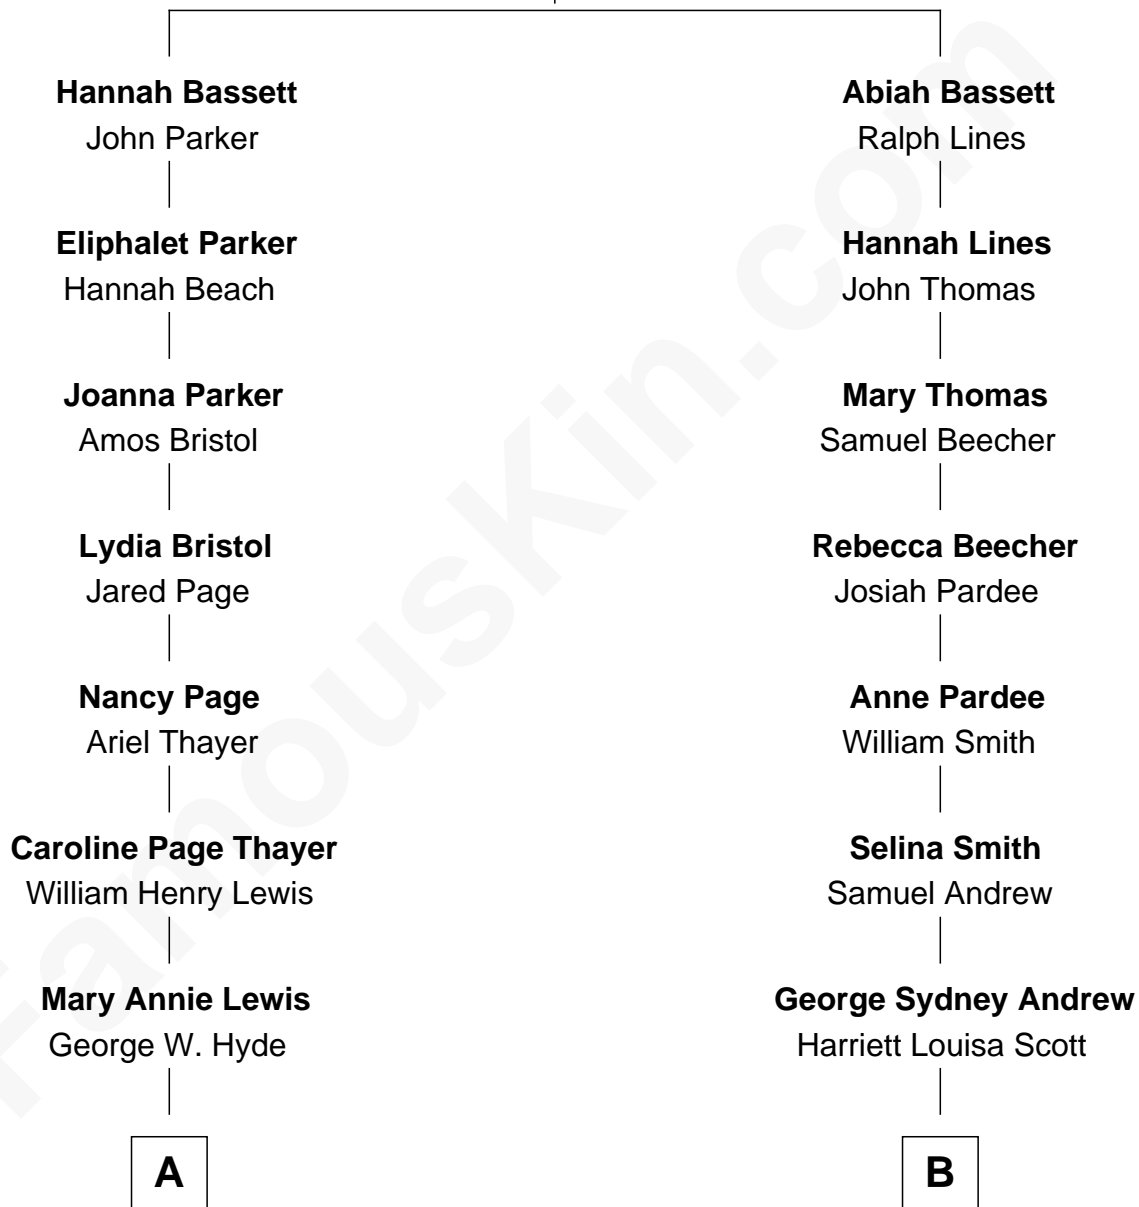 Hannah Bassett
John Parker
Eliphalet Parker
Hannah Beach
Joanna Parker
Amos Bristol
Lydia Bristol
Jared Page
Nancy Page
Ariel Thayer
Caroline Page Thayer
William Henry Lewis
Mary Annie Lewis
George W. Hyde
A
Abiah Bassett
Ralph Lines
Hannah Lines
John Thomas
Mary Thomas
Samuel Beecher
Rebecca Beecher
Josiah Pardee
Anne Pardee
William Smith
Selina Smith
Samuel Andrew
George Sydney Andrew
Harriett Louisa Scott
B
FamousKin.com